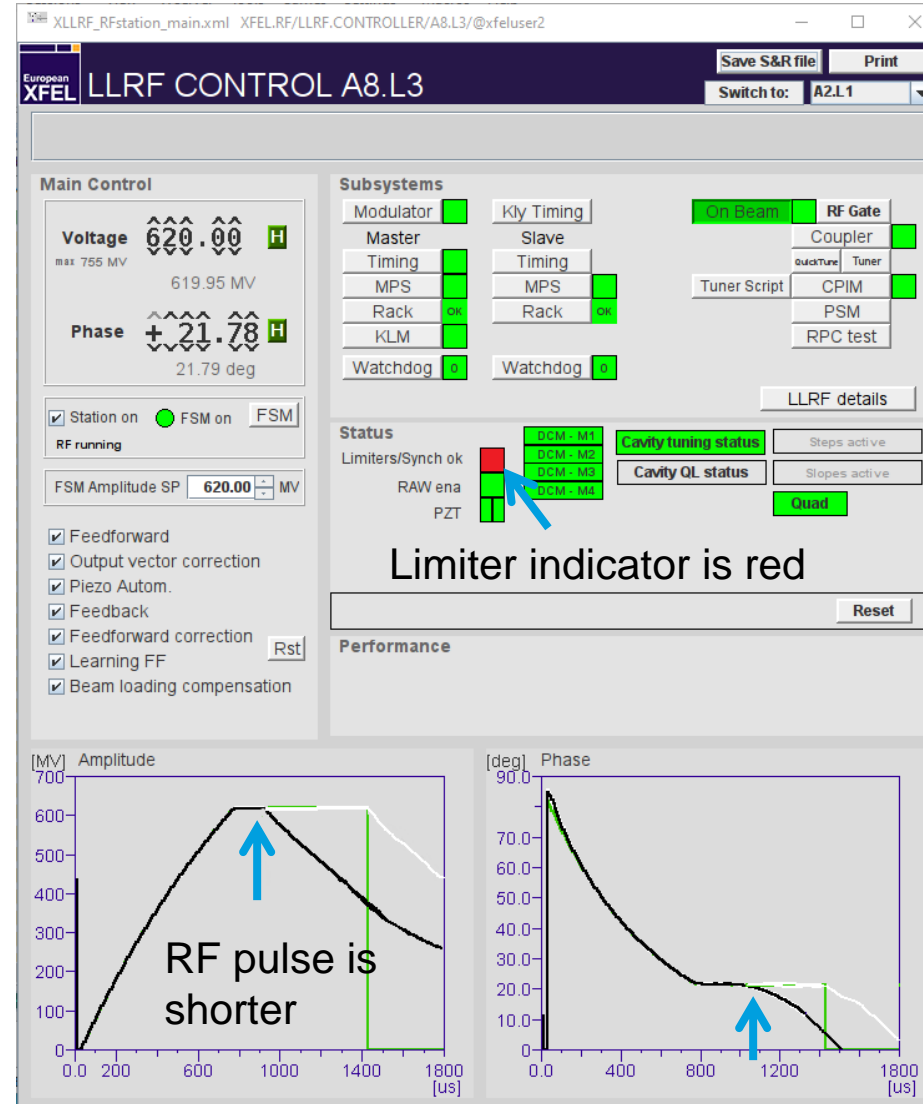 XLLRF_RFstation_main.xml XFEL.RF/LLRF.CONTROLLER/A8.L3/@xfeluser2
Save S&R file Print
European
XFEL LLRF CONTROL A8.L3
Switch to: A2.L1
Main Control
Voltage 620.00 H
max 755 MV
619.95 MV
Phase +_21.78 H
21.79 deg
Station on FSM on FSM
RF running
FSM Amplitude SP 620.00 MV
Feedforward
Output vector correction
Piezo Autom.
Feedback
Feedforward correction
Rst
Learning FF
Beam loading compensation
Subsystems
Modulator Kly Timing On Beam RF Gate
Master Slave Coupler
Timing Timing QuickTune Tuner
MPS MPS Tuner Script CPIM
Rack OK Rack OK PSM
KLM RPC test
Watchdog 0 Watchdog 0
LLRF details
Status
Limiters/Synch ok
RAW ena
PZT
DCM - M1
DCM - M2
DCM - M3
DCM - M4
Cavity tuning status Steps active
Cavity QL status Slopes active
Quad
Limiter indicator is red
Reset
Performance
[MV] Amplitude
700
600
500
400
300
200
100
0
0.0 200 600 1000 1400 1800
[us]
RF pulse is
shorter
[deg] Phase
90.0
70.0
60.0
50.0
40.0
30.0
20.0
10.0
0
0.0 400 800 1200 1800
[us]